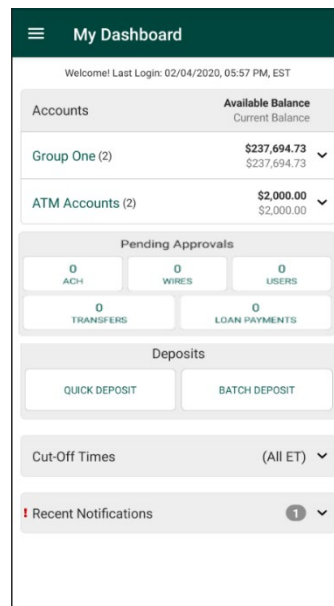 My Dashboard
Welcome! Last Login: 02/04/2020, 05:57 PM, EST
Accounts Available Balance
Current Balance
Group One (2) $237,694.73
$237,694.73
ATM Accounts (2) $2,000.00
$2,000.00
Pending Approvals
0 0 0
ACH WIRES USERS
0 0
TRANSFERS LOAN PAYMENTS
Deposits
QUICK DEPOSIT BATCH DEPOSIT
Cut-Off Times (All ET)
! Recent Notifications 1